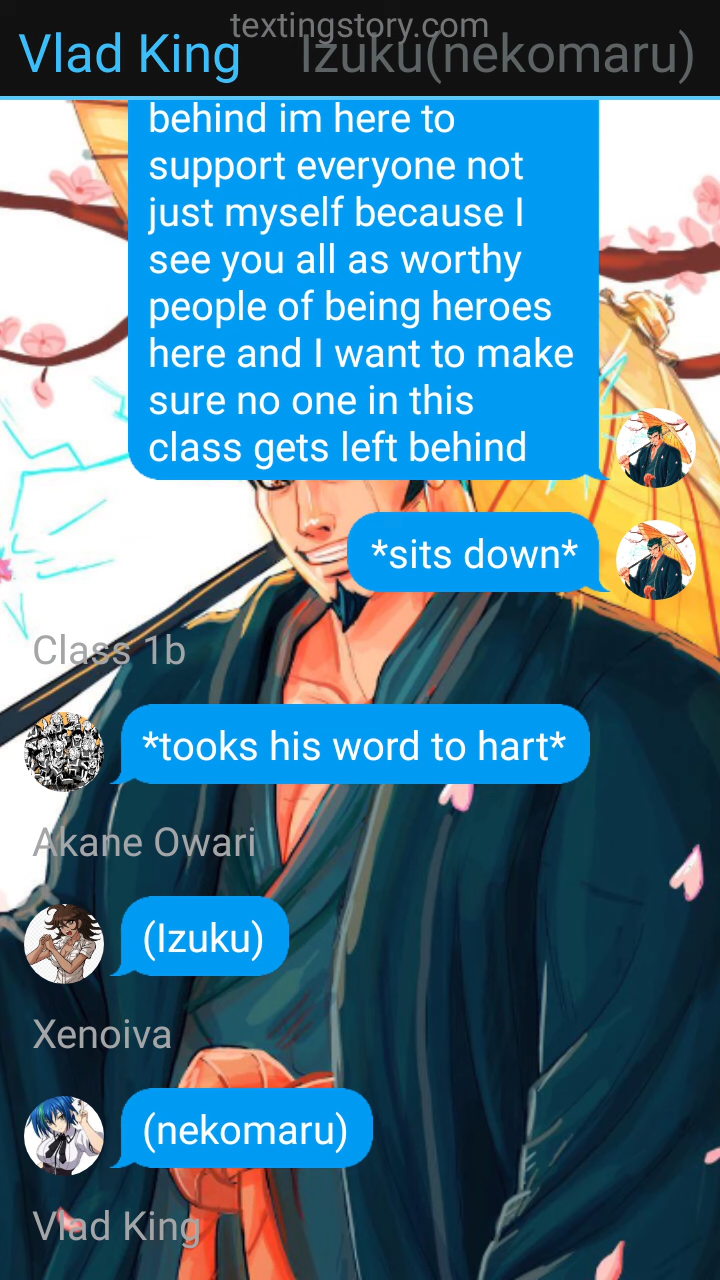 textingstory.com
Vlad King
Izuku(nekomaru)
behind im here to
support everyone not
just myself because I
see you all as worthy
people of being heroes
here and I want to make
sure no one in this
class gets left behind
*sits down*
Class 1b
*tooks his word to hart*
Akane Owari
(Izuku)
Xenoiva
(nekomaru)
Vlad King